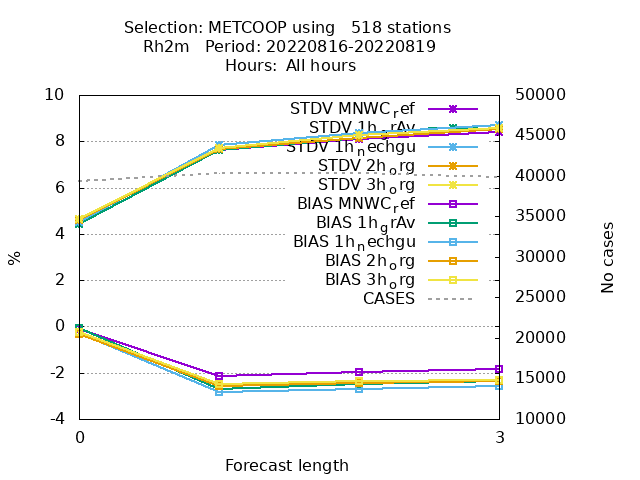 Selection: METCOOP using 518 stations
Rh2m Period: 20220816-20220819
Hours: All hours
10
8
6
4
2
0
-2
-4
%
50000
45000
40000
35000
30000
25000
20000
15000
10000
No cases
STDV MNWC_ref
STDV 1h_grAv
STDV 1h_nechgu
STDV 2h_org
STDV 3h_org
BIAS MNWC_ref
BIAS 1h_grAv
BIAS 1h_nechgu
BIAS 2h_org
BIAS 3h_org
CASES
0
3
Forecast length